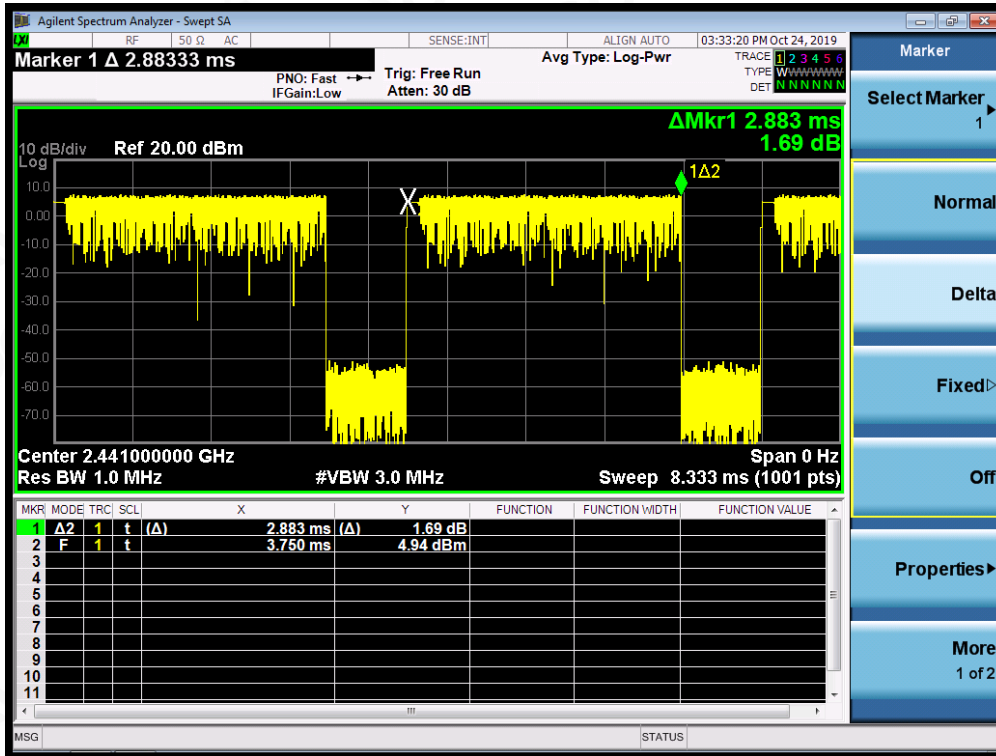 Agilent Spectrum Analyzer - Swept SA
LXI RF 50 Ω AC SENSE:INT ALIGN AUTO 03:33:20 PM Oct 24, 2019
Marker 1 Δ 2.88333 ms
PNO: Fast
IFGain:Low
Trig: Free Run
Atten: 30 dB
Avg Type: Log-Pwr
TRACE 1 2 3 4 5 6
TYPE WWWWWW
DET N N N N N N
ΔMkr1 2.883 ms
1.69 dB
10 dB/div Ref 20.00 dBm
Log
10.0
0.00
-10.0
-20.0
-30.0
-40.0
-50.0
-60.0
-70.0
1Δ2
Center 2.441000000 GHz Span 0 Hz
Res BW 1.0 MHz #VBW 3.0 MHz Sweep 8.333 ms (1001 pts)
MKR MODE TRC SCL X Y FUNCTION FUNCTION WIDTH FUNCTION VALUE
1 Δ2 1 t (Δ) 2.883 ms (Δ) 1.69 dB
2 F 1 t 3.750 ms 4.94 dBm
3
4
5
6
7
8
9
10
11
MSG STATUS
Marker
Select Marker
1
Normal
Delta
Fixed
Off
Properties
More
1 of 2